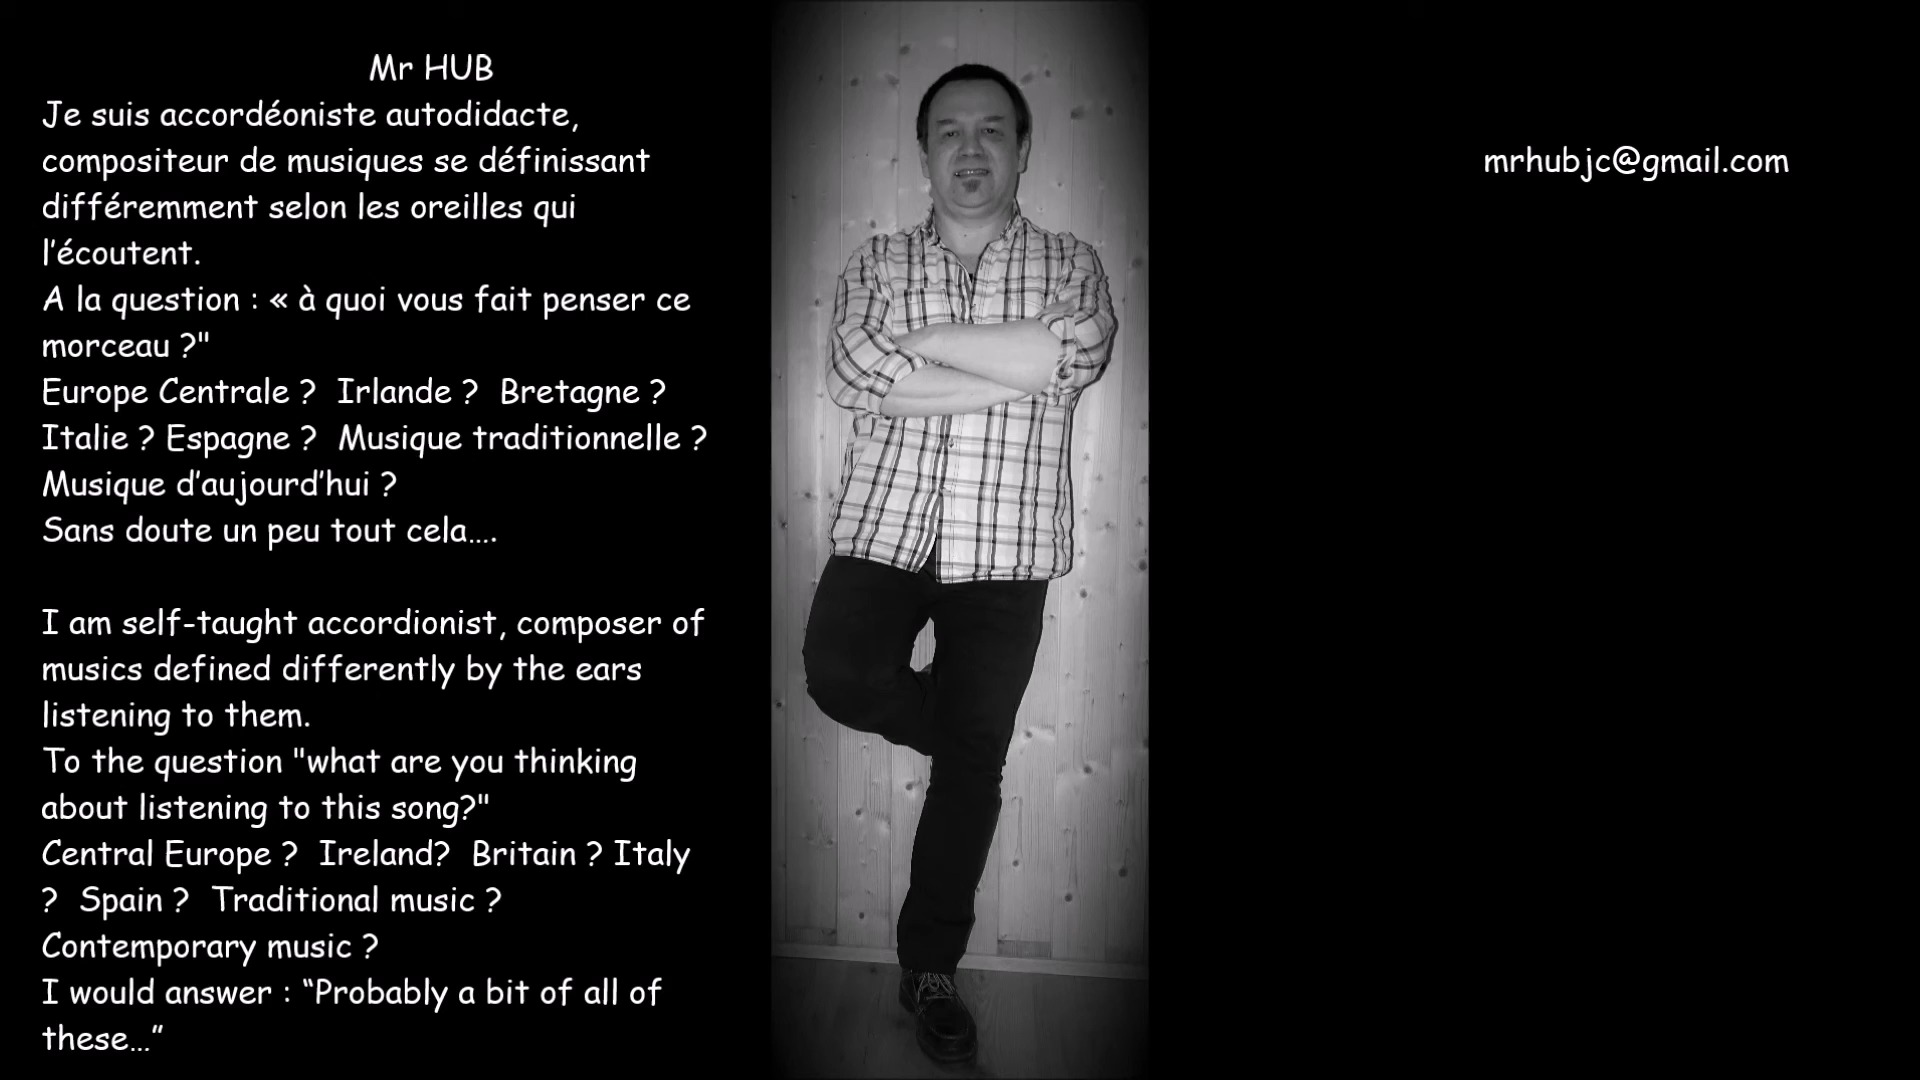 Mr HUB
Je suis accordéoniste autodidacte,
compositeur de musiques se définissant
différemment selon les oreilles qui
l’écoutent.
A la question : « à quoi vous fait penser ce
morceau ?"
Europe Centrale ?  Irlande ?  Bretagne ?
Italie ? Espagne ?  Musique traditionnelle ?
Musique d’aujourd’hui ?
Sans doute un peu tout cela….
I am self-taught accordionist, composer of
musics defined differently by the ears
listening to them.
To the question "what are you thinking
about listening to this song?"
Central Europe ?  Ireland?  Britain ? Italy
?  Spain ?  Traditional music ?
Contemporary music ?
I would answer : “Probably a bit of all of
these…”
mrhubjc@gmail.com